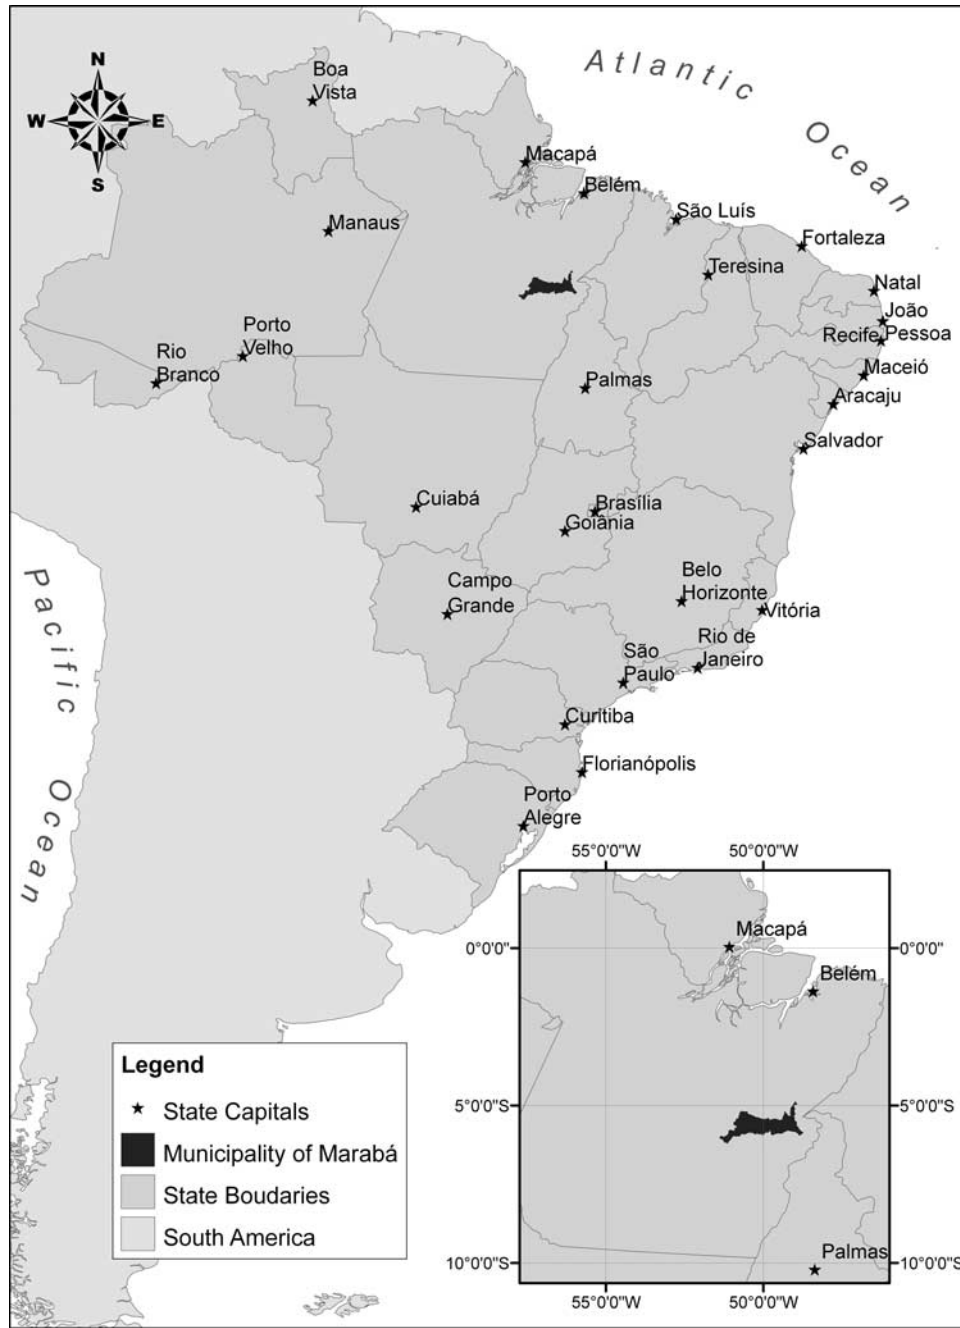 N
W E
S
Atlantic
Ocean
Boa
Vista
Macapá
Belém
São Luís
Manaus
Fortaleza
Teresina
Natal
João
Pessoa
Recife
Porto
Velho
Rio
Branco
Maceió
Palmas
Aracaju
Salvador
Cuiabá
Brasília
Goiânia
Belo
Horizonte
Campo
Grande
Vitória
Rio de
Janeiro
São
Paulo
Curitiba
Florianópolis
Porto
Alegre
Pacific
Ocean
55°0'0"W 50°0'0"W
Macapá
0°0'0" 0°0'0"
Belém
5°0'0"S 5°0'0"S
Palmas
10°0'0"S 10°0'0"S
55°0'0"W 50°0'0"W
Legend
State Capitals
Municipality of Marabá
State Boudaries
South America